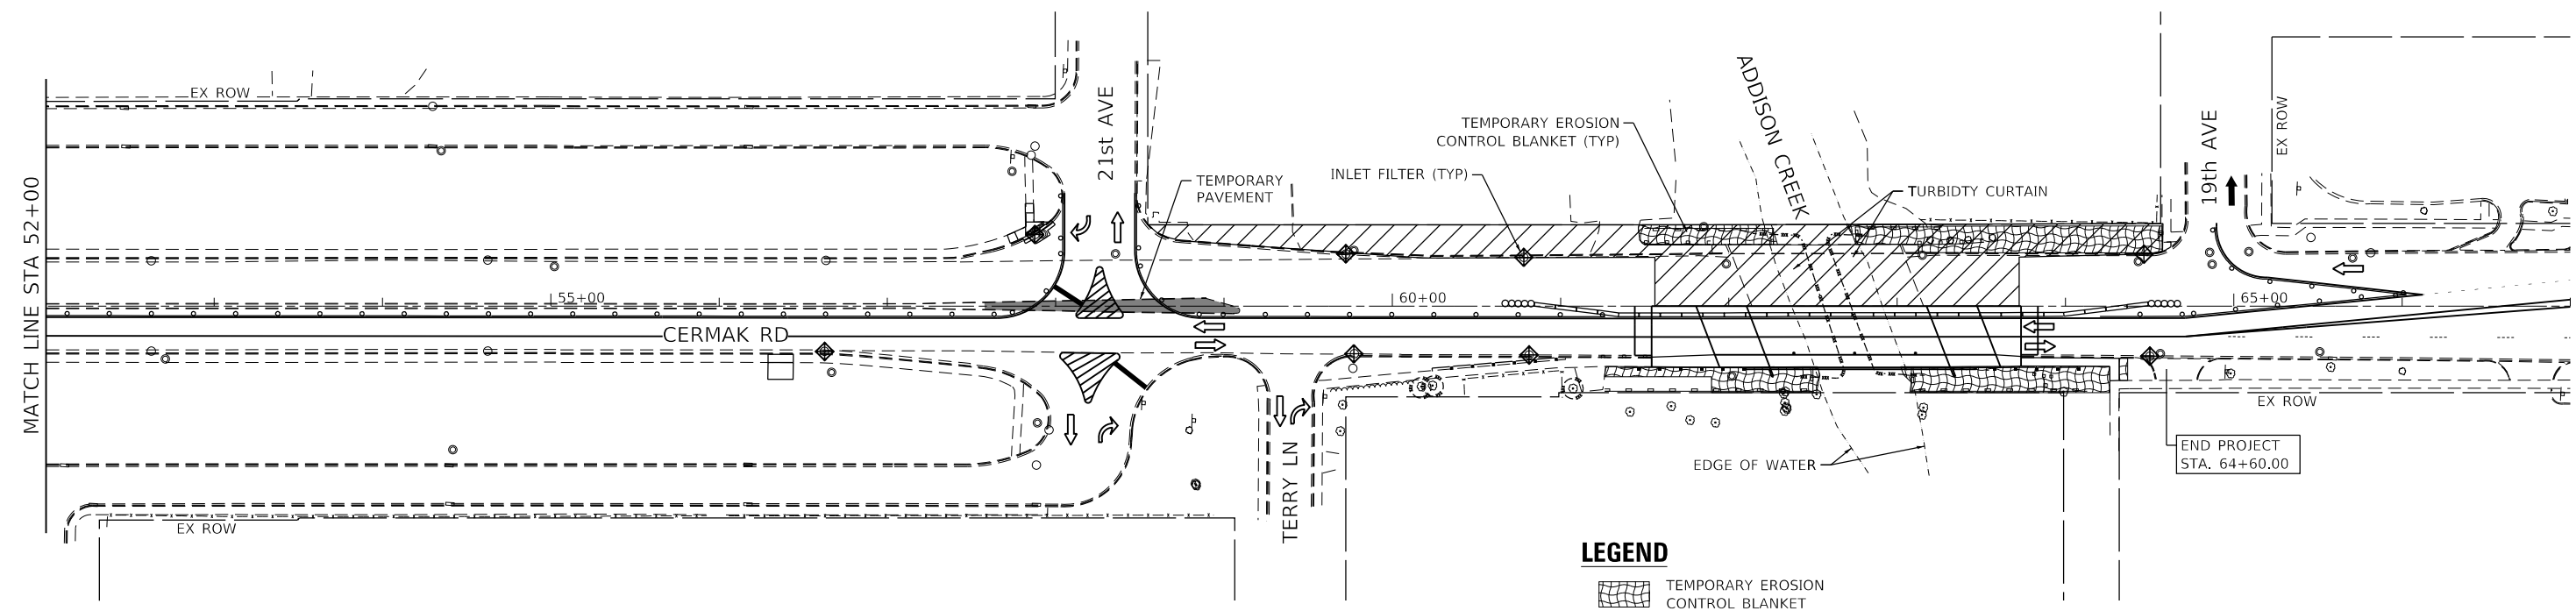 MATCH LINE STA 52+00
EX ROW
21st AVE
TEMPORARY
PAVEMENT
TEMPORARY EROSION
CONTROL BLANKET (TYP)
INLET FILTER (TYP)
ADDISON CREEK
TURBIDTY CURTAIN
19th AVE
EX ROW
55+00
60+00
65+00
CERMAK RD
EX ROW
TERRY LN
EDGE OF WATER
EX ROW
END PROJECT
STA. 64+60.00
LEGEND
TEMPORARY EROSION
CONTROL BLANKET